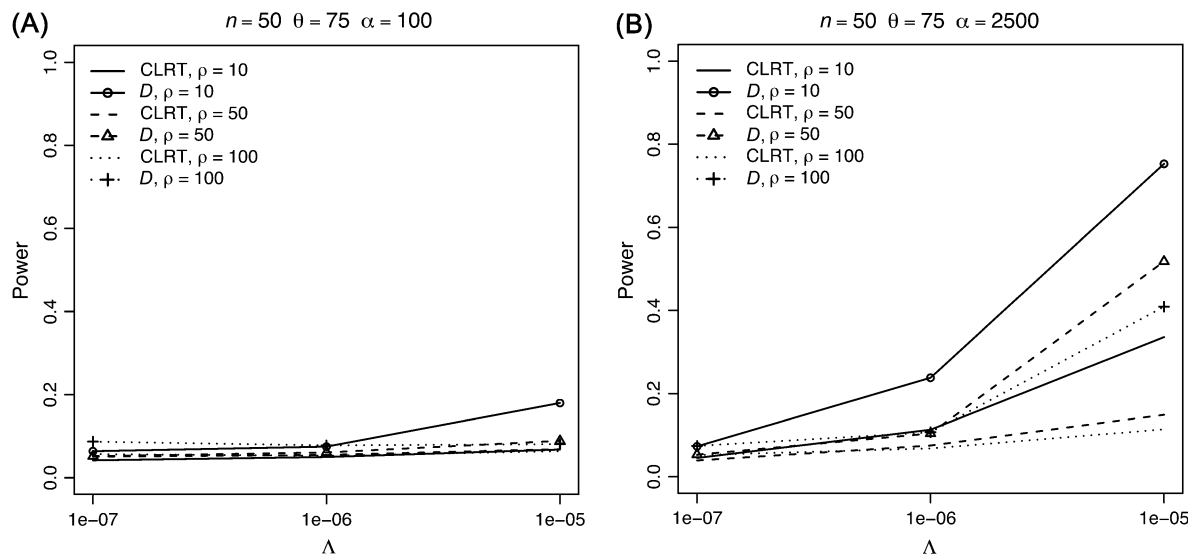 (A)
n = 50 θ = 75 α = 100
CLRT, ρ = 10
D, ρ = 10
CLRT, ρ = 50
D, ρ = 50
CLRT, ρ = 100
D, ρ = 100
Power
1.0
0.8
0.6
0.4
0.2
0.0
1e−07
1e−06
1e−05
Λ
(B)
n = 50 θ = 75 α = 2500
CLRT, ρ = 10
D, ρ = 10
CLRT, ρ = 50
D, ρ = 50
CLRT, ρ = 100
D, ρ = 100
Power
1.0
0.8
0.6
0.4
0.2
0.0
1e−07
1e−06
1e−05
Λ